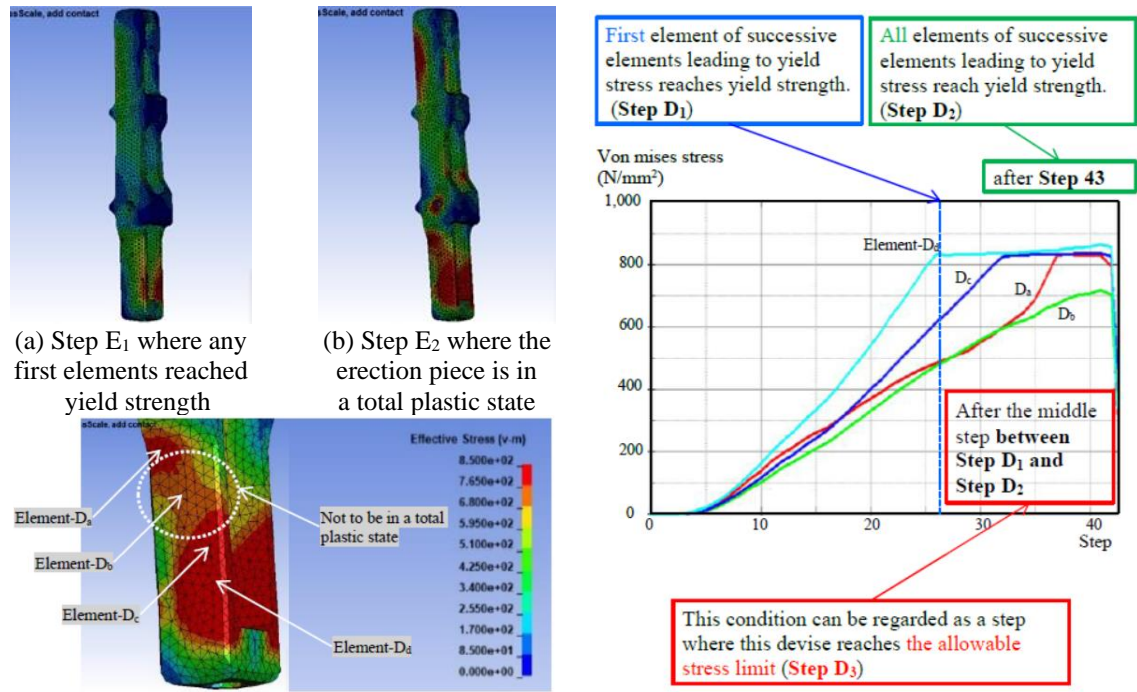 sScale, add contact
sScale, add contact
(a) Step E1 where any
first elements reached
yield strength
(b) Step E2 where the
erection piece is in
a total plastic state
sScale, add contact
Effective Stress (v-m)
8.500e+02
7.650e+02
6.800e+02
5.950e+02
5.100e+02
4.250e+02
3.400e+02
2.550e+02
1.700e+02
8.500e+01
0.000e+00
Element-Da
Element-Db
Element-Dc
Element-Dd
Not to be in a total
plastic state
First element of successive
elements leading to yield
stress reaches yield strength.
(Step D1)
All elements of successive
elements leading to yield
stress reach yield strength.
(Step D2)
after Step 43
Von mises stress
(N/mm2)
1,000
800
600
400
200
0
0
10
20
30
40
Step
Element-Dd
Dc
Da
Db
After the middle
step between
Step D1 and
Step D2
This condition can be regarded as a step
where this devise reaches the allowable
stress limit (Step D3)